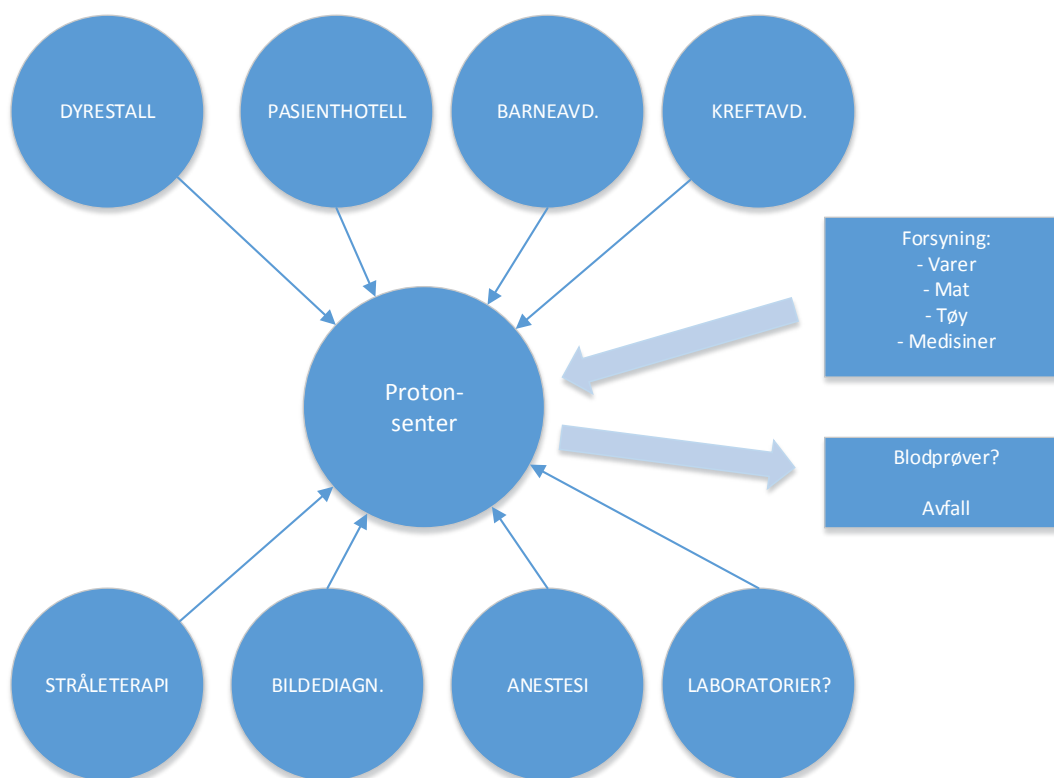 DYRESTALL
PASIENTHOTELL
BARNEAVD.
KREFTAVD.
Forsyning:
- Varer
- Mat
- Tøy
- Medisiner
Proton-
senter
Blodprøver?
Avfall
STRÅLETERAPI
BILDEDIAGN.
ANESTESI
LABORATORIER?